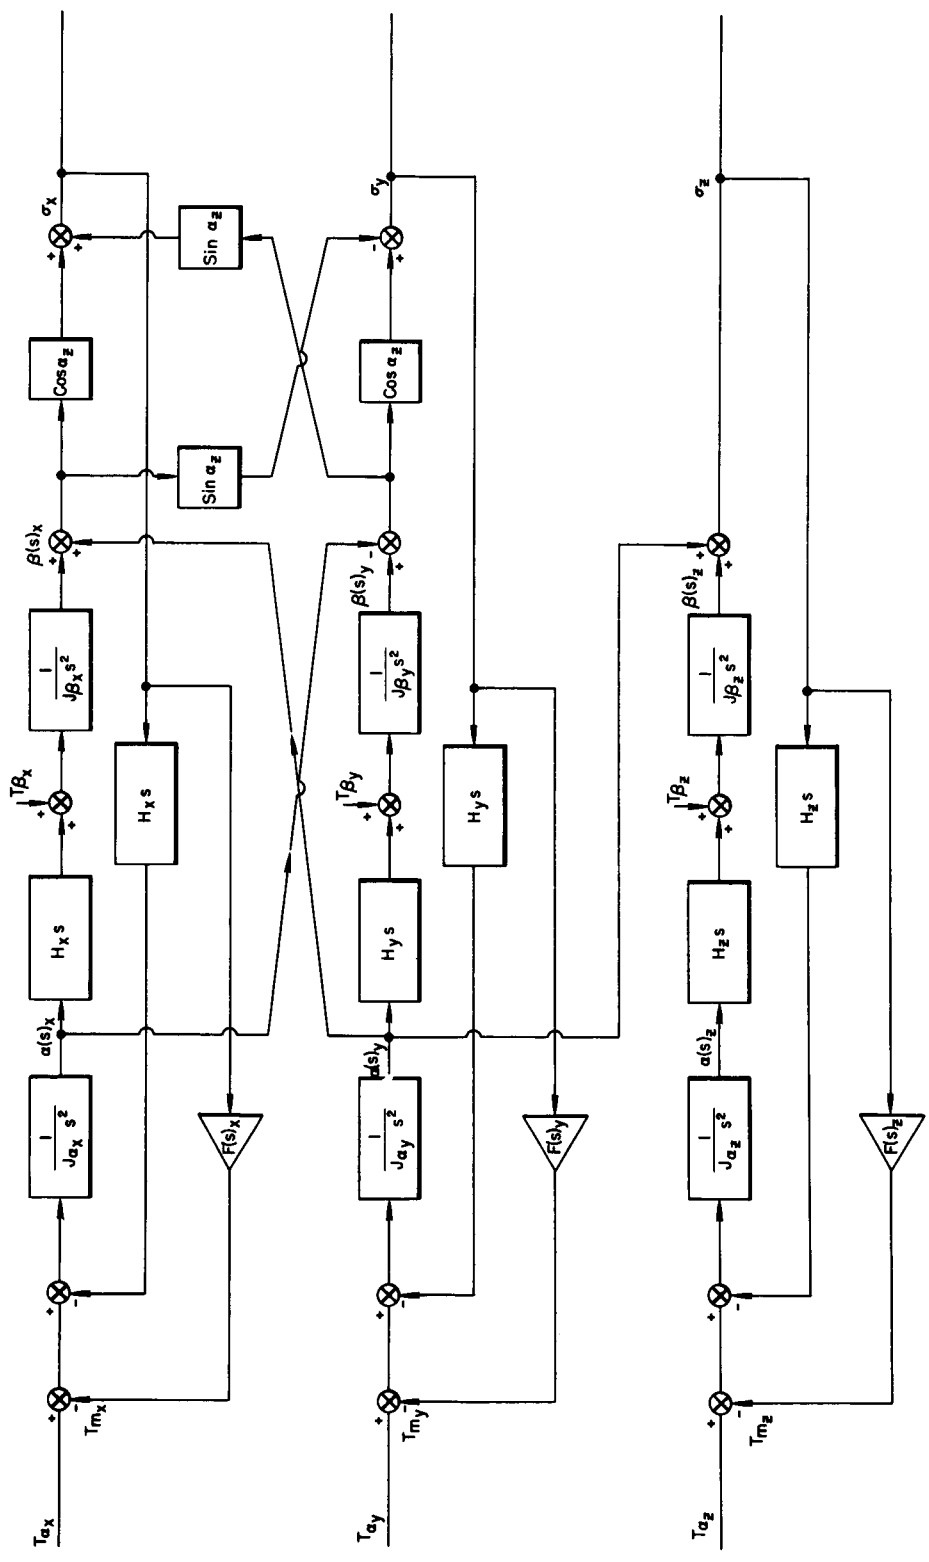 Tαx
Tmx
1
Jαx s²
α(s)x
Hx s
Tβx
1
Jβx s²
β(s)x
Cos αz
σx
Hx s
F(s)x
Sin αz
Sin αz
Tαy
Tmy
1
Jαy s²
α(s)y
Hy s
Tβy
1
Jβy s²
β(s)y
Cos αz
σy
Hy s
F(s)y
Tαz
Tmz
1
Jαz s²
α(s)z
Hz s
Tβz
1
Jβz s²
β(s)z
σz
Hz s
F(s)z